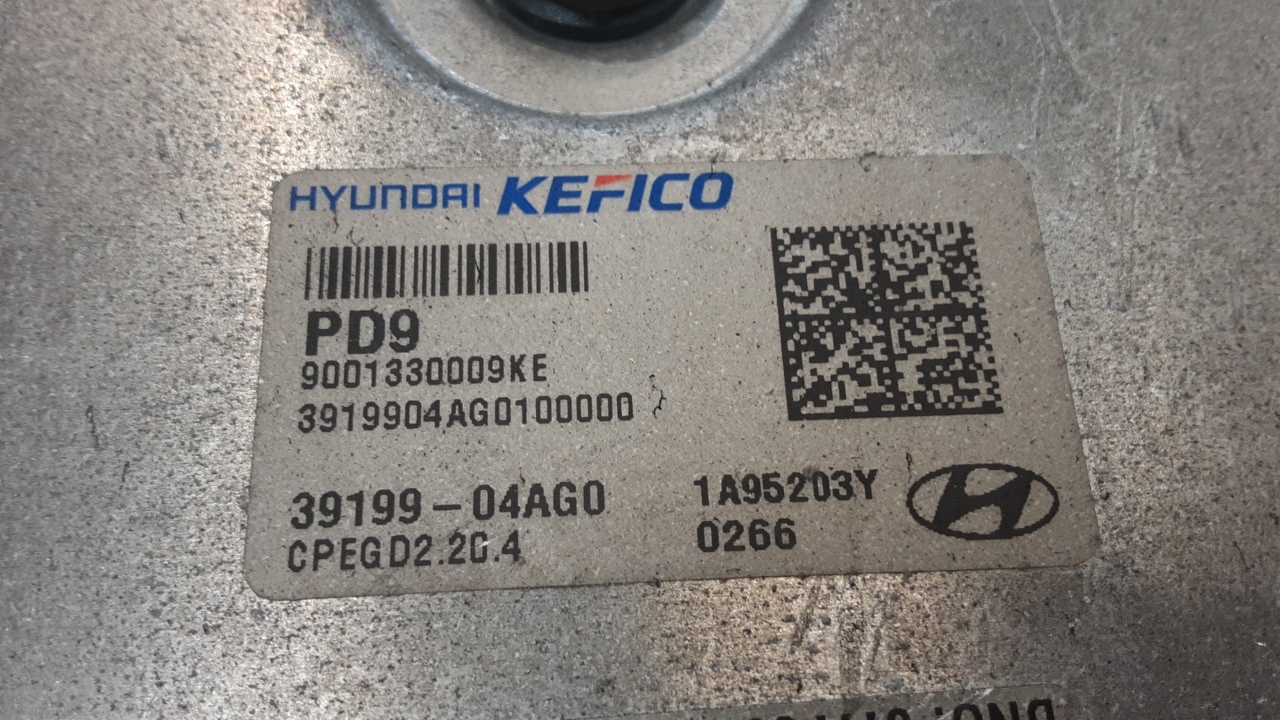 HYUNDAI KEFICO
PD9
9001330009KE
3919904AG0100000
39199-04AG0
CPEGD2.20.4
1A95203Y
0266